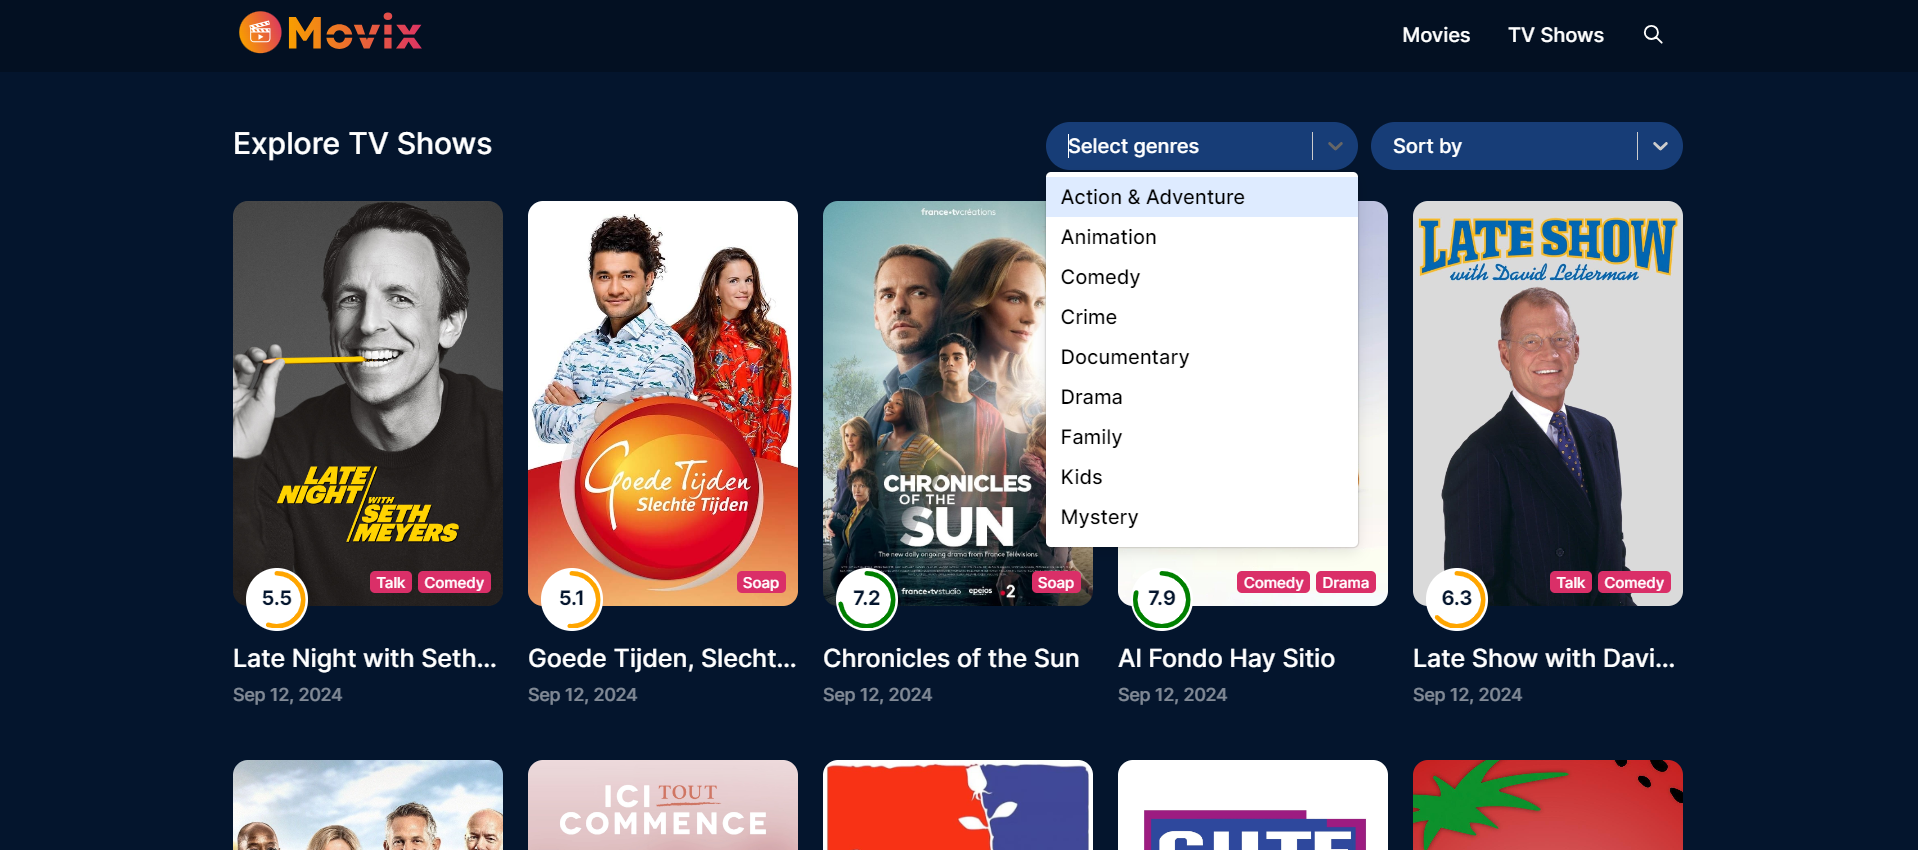 Movix
Movies
TV Shows
Explore TV Shows
Select genres
Sort by
Action & Adventure
Animation
Comedy
Crime
Documentary
Drama
Family
Kids
Mystery
LATE
NIGHT WITH
SETH
MEYERS
Talk
Comedy
5.5
Late Night with Seth...
Sep 12, 2024
Goede Tijden
Slechte Tijden
Soap
5.1
Goede Tijden, Slecht...
Sep 12, 2024
france•tvcréations
CHRONICLES
OF THE
SUN
The new daily ongoing drama from France Télévisions
france•tvstudio
epeios
•2
Soap
7.2
Chronicles of the Sun
Sep 12, 2024
Comedy
Drama
7.9
Al Fondo Hay Sitio
Sep 12, 2024
LATE SHOW
with David Letterman
Talk
Comedy
6.3
Late Show with Davi...
Sep 12, 2024
ICI TOUT
COMMENCE
GUTE